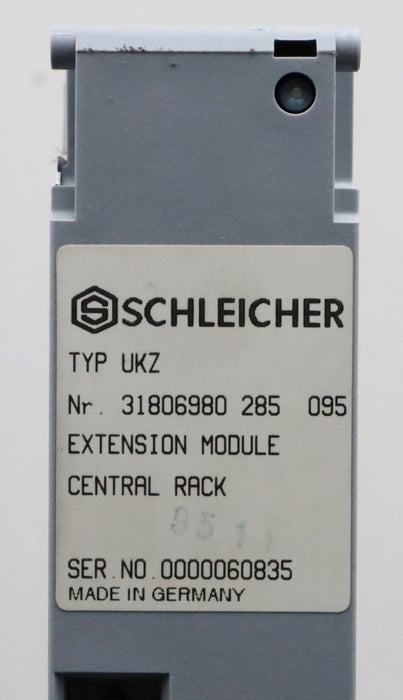 SCHLEICHER
TYP UKZ
Nr. 31806980 285 095
EXTENSION MODULE
CENTRAL RACK
SER.NO.0000060835
MADE IN GERMANY